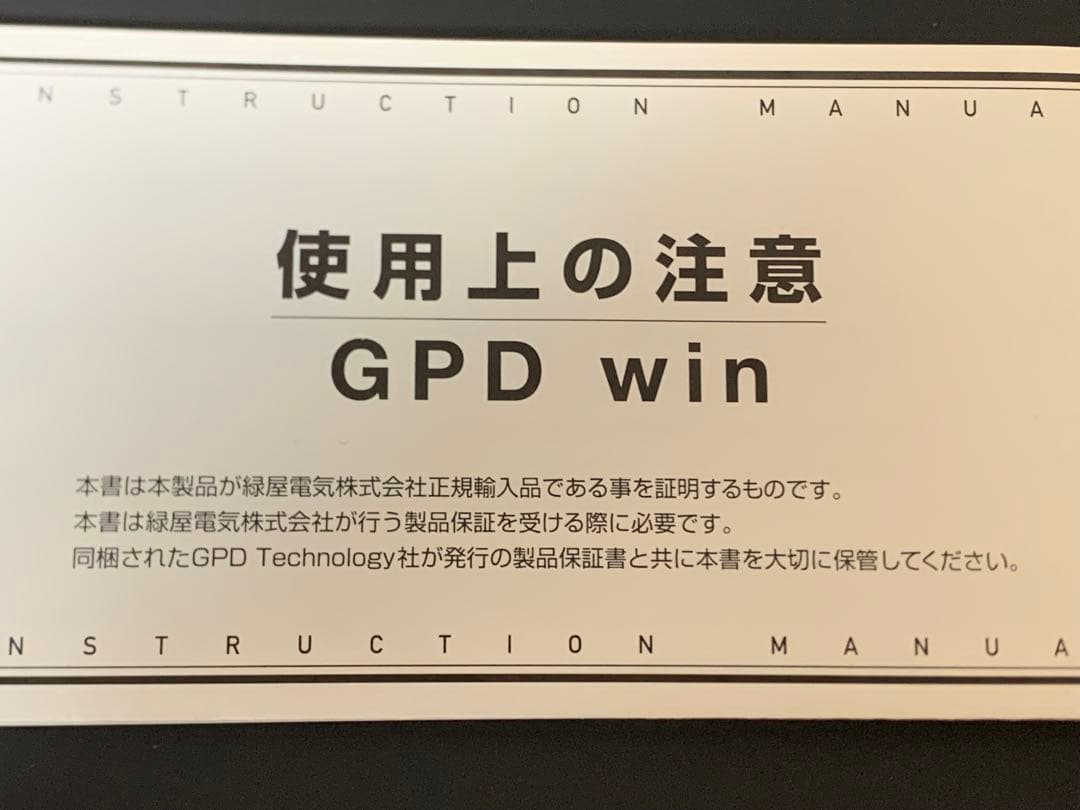 NSTRUCTION MANUA
使用上の注意
GPD win
本書は本製品が緑屋電気株式会社正規輸入品である事を証明するものです。
本書は緑屋電気株式会社が行う製品保証を受ける際に必要です。
同梱されたGPD Technology社が発行の製品保証書と共に本書を大切に保管してください。
NSTRUCTION MANUA